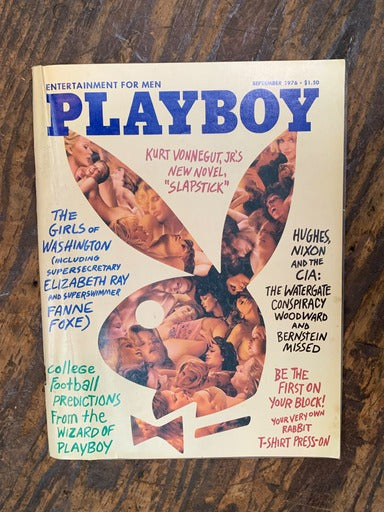 ENTERTAINMENT FOR MEN
SEPTEMBER 1976 • $1.50
PLAYBOY
KURT VONNEGUT, JR'S
NEW NOVEL,
"SLAPSTICK"
THE
GIRLS OF
WASHINGTON
(INCLUDING
SUPERSECRETARY
ELIZABETH RAY
AND SUPERSWIMMER
FANNE
FOXE)
HUGHES,
NIXON
AND THE
CIA:
THE WATERGATE
CONSPIRACY
WOODWARD
AND
BERNSTEIN
MISSED
COLLEGE
FOOTBALL
PREDICTIONS
FROM THE
WIZARD OF
PLAYBOY
BE THE
FIRST ON
YOUR BLOCK!
YOUR VERY OWN
RABBIT
T-SHIRT PRESS-ON